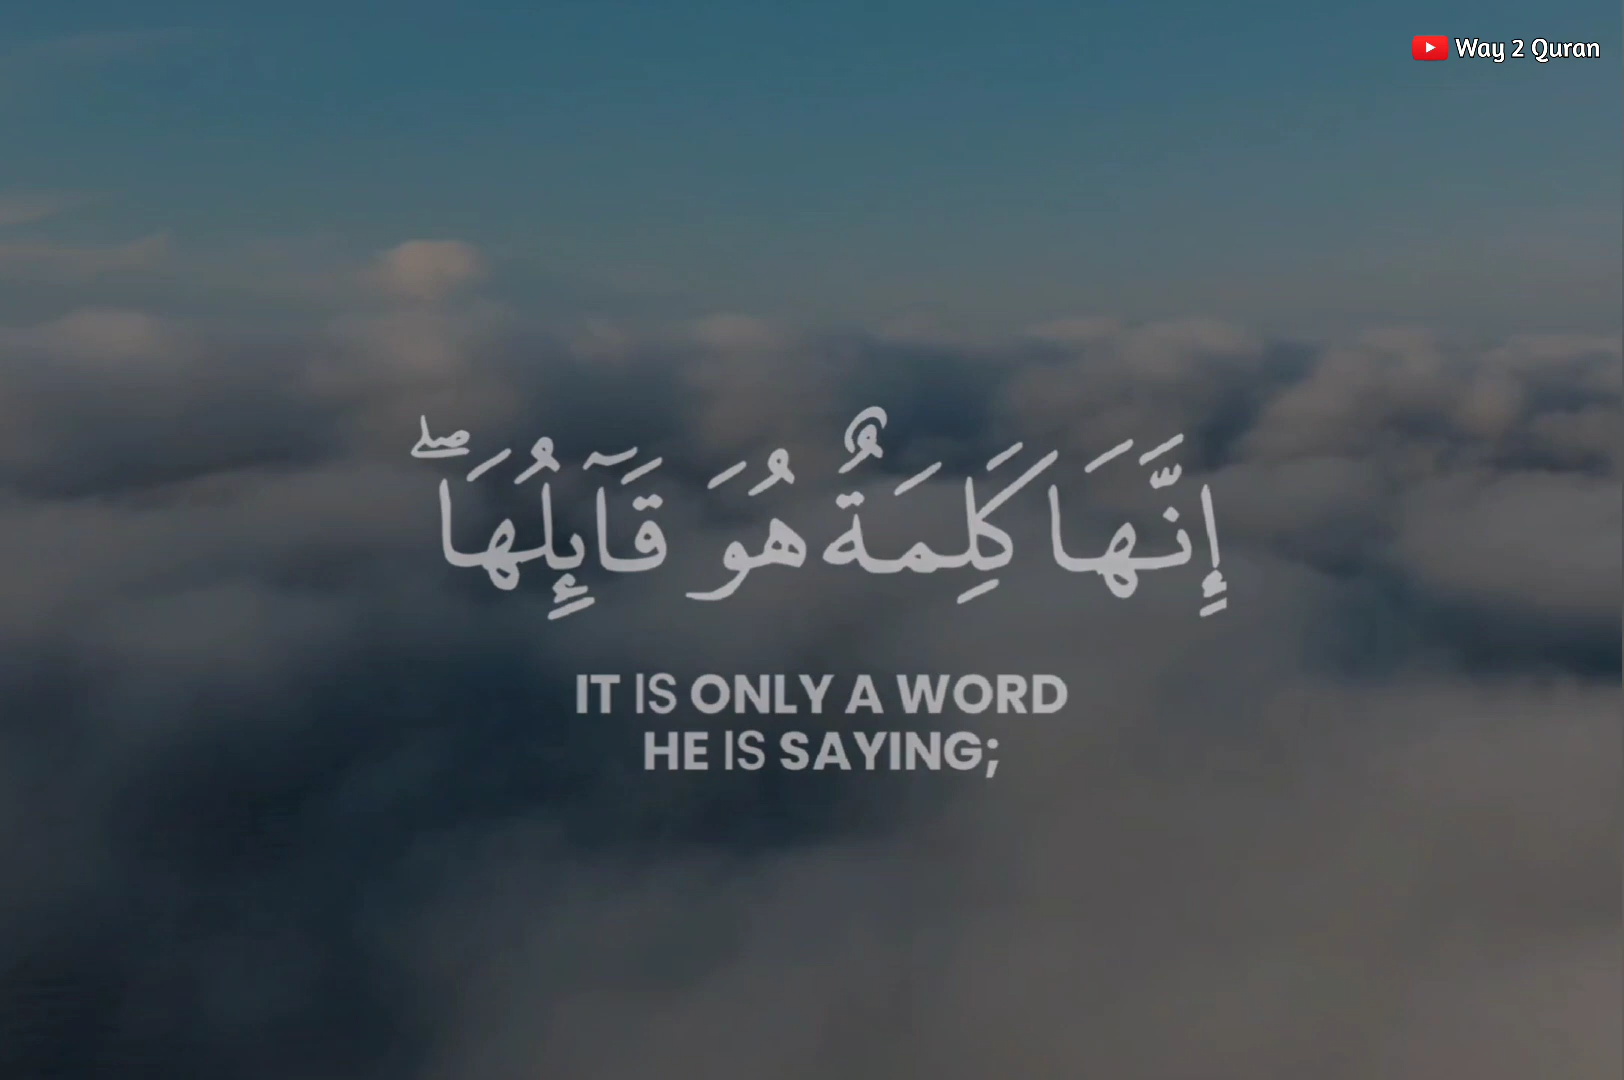 Way 2 Quran
إِنَّهَا كَلِمَةٌ هُوَ قَآئِلُهَاۖ
IT IS ONLY A WORD
HE IS SAYING;